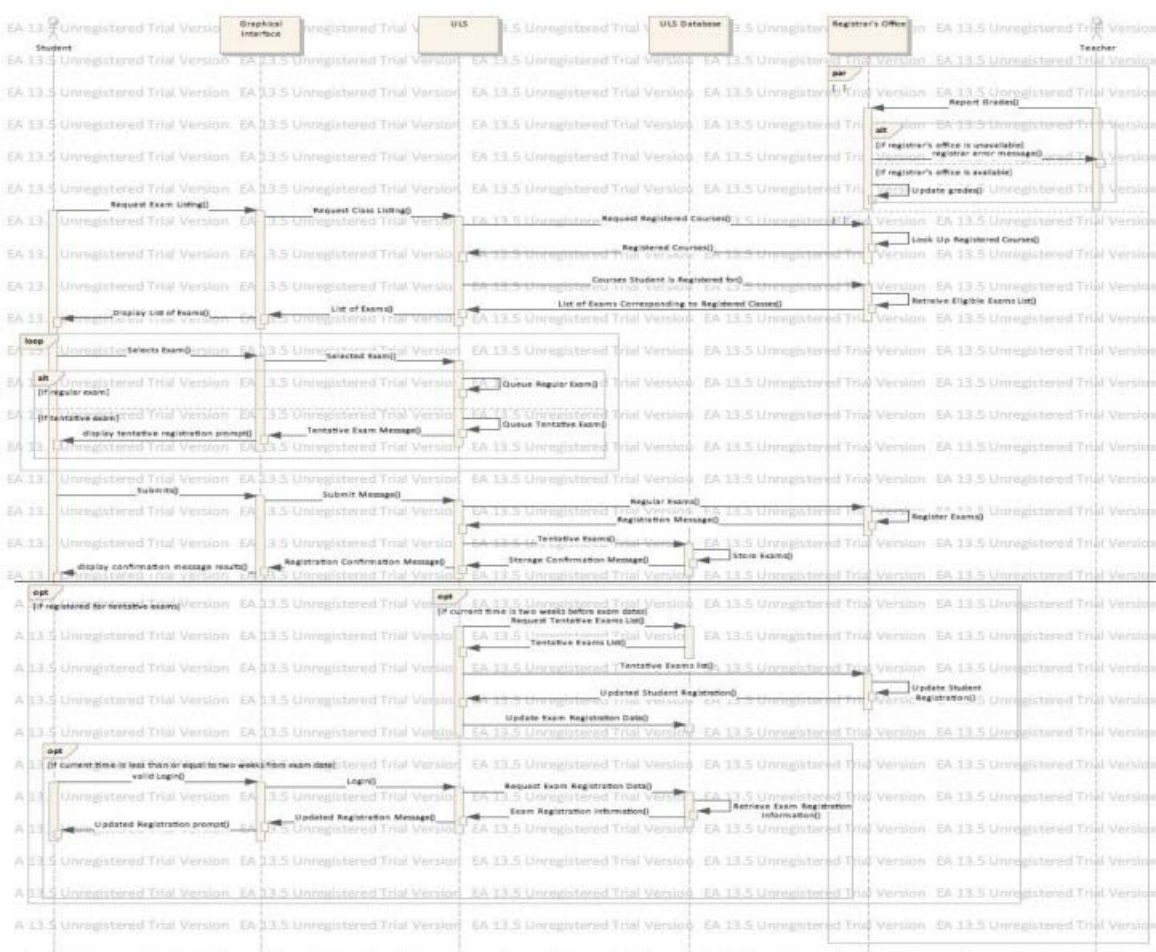 Graphical
Interface
ULS
ULS Database
Registrar's Office
Student
Teacher
EA 13.5 Unregistered Trial Version
par
Report Grades()
alt
[if registrar's office is unavailable]
registrar error message()
[if registrar's office is available]
Update grades()
Request Exam Listing()
Request Class Listing()
Request Registered Courses()
Look Up Registered Courses()
Registered Courses()
Courses Student is Registered for()
Retreive Eligible Exams List()
List of Exams Corresponding to Registered Classes()
List of Exams()
Display List of Exams()
loop
Selects Exam()
Selected Exam()
alt
[if regular exam]
Queue Regular Exam()
[if tentative exam]
Queue Tentative Exam()
Tentative Exam Message()
display tentative registration prompt()
Submits()
Submit Message()
Regular Exams()
Register Exams()
Registration Message()
Tentative Exams()
Store Exams()
Storage Confirmation Message()
Registration Confirmation Message()
display confirmation message results()
opt
[if registered for tentative exams]
opt
[if current time is two weeks before exam dates]
Request Tentative Exams List()
Tentative Exams List()
Tentative Exams list()
Update Student
Registration()
Updated Student Registration()
Update Exam Registration Data()
opt
[if current time is less than or equal to two weeks from exam date]
valid Login()
Login()
Request Exam Registration Data()
Retrieve Exam Registration
Information()
Exam Registration Information()
Updated Registration Message()
Updated Registration prompt()